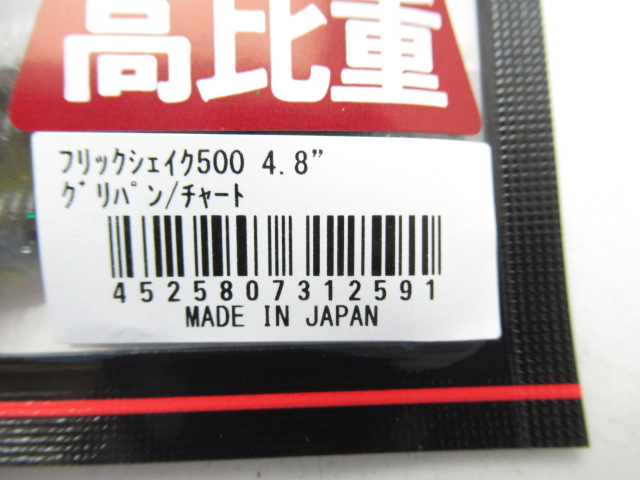 高比重
フリックシェイク500 4.8”
グリパン/チャート
4525807312591
MADE IN JAPAN